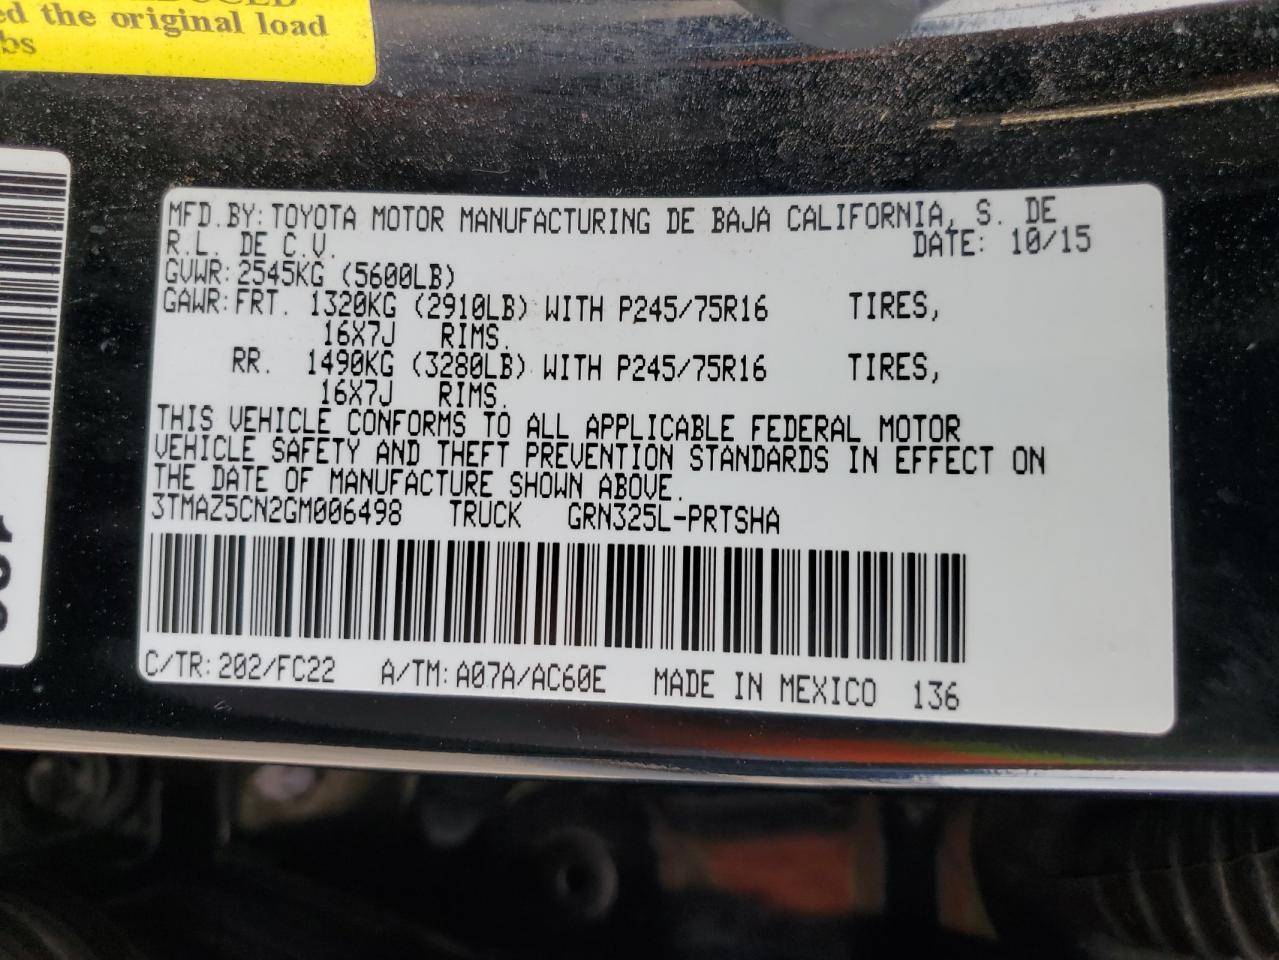 ed the original load
bs
MFD.BY:TOYOTA MOTOR MANUFACTURING DE BAJA CALIFORNIA, S. DE
R.L. DE C.V. DATE: 10/15
GVWR:2545KG (5600LB)
GAWR:FRT. 1320KG (2910LB) WITH P245/75R16 TIRES,
16X7J RIMS.
RR. 1490KG (3280LB) WITH P245/75R16 TIRES,
16X7J RIMS.
THIS VEHICLE CONFORMS TO ALL APPLICABLE FEDERAL MOTOR
VEHICLE SAFETY AND THEFT PREVENTION STANDARDS IN EFFECT ON
THE DATE OF MANUFACTURE SHOWN ABOVE.
3TMAZ5CN2GM006498 TRUCK GRN325L-PRTSHA
C/TR:202/FC22 A/TM:A07A/AC60E MADE IN MEXICO 136